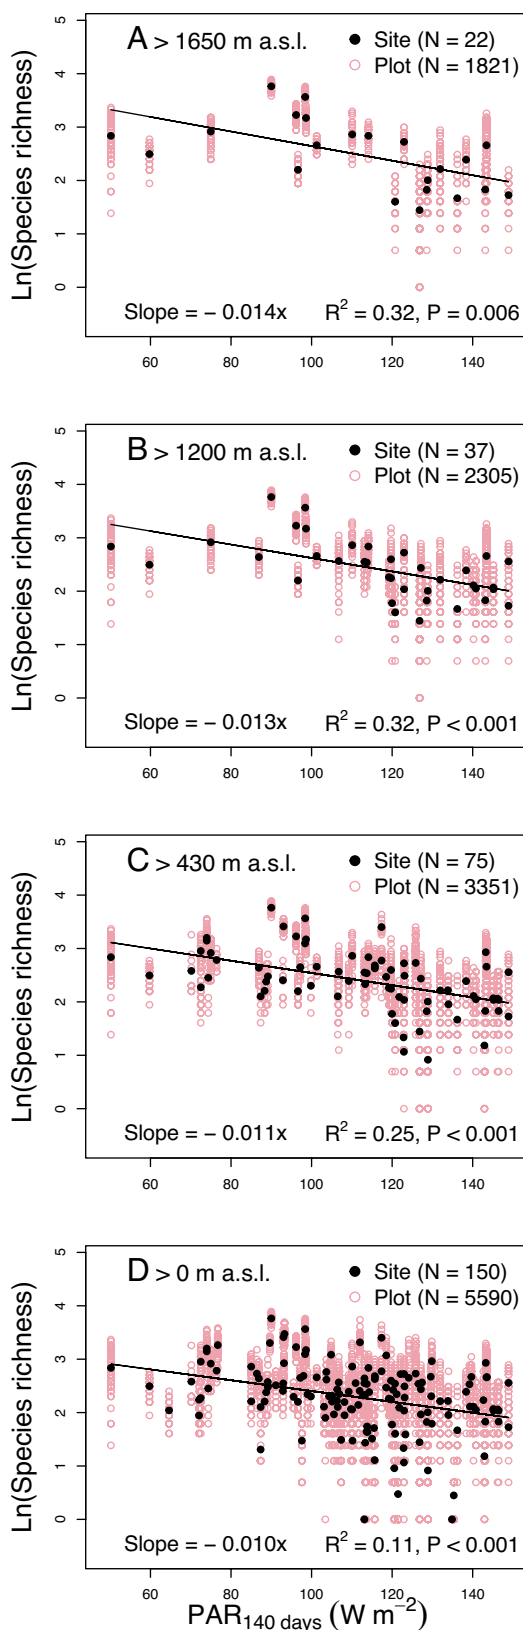 A > 1650 m a.s.l.
Site (N = 22)
Plot (N = 1821)
Ln(Species richness)
0 1 2 3 4 5
Slope = − 0.014x
R² = 0.32, P = 0.006
60 80 100 120 140
B > 1200 m a.s.l.
Site (N = 37)
Plot (N = 2305)
Ln(Species richness)
0 1 2 3 4 5
Slope = − 0.013x
R² = 0.32, P < 0.001
60 80 100 120 140
C > 430 m a.s.l.
Site (N = 75)
Plot (N = 3351)
Ln(Species richness)
0 1 2 3 4 5
Slope = − 0.011x
R² = 0.25, P < 0.001
60 80 100 120 140
D > 0 m a.s.l.
Site (N = 150)
Plot (N = 5590)
Ln(Species richness)
0 1 2 3 4 5
Slope = − 0.010x
R² = 0.11, P < 0.001
60 80 100 120 140
PAR140 days (W m−2)